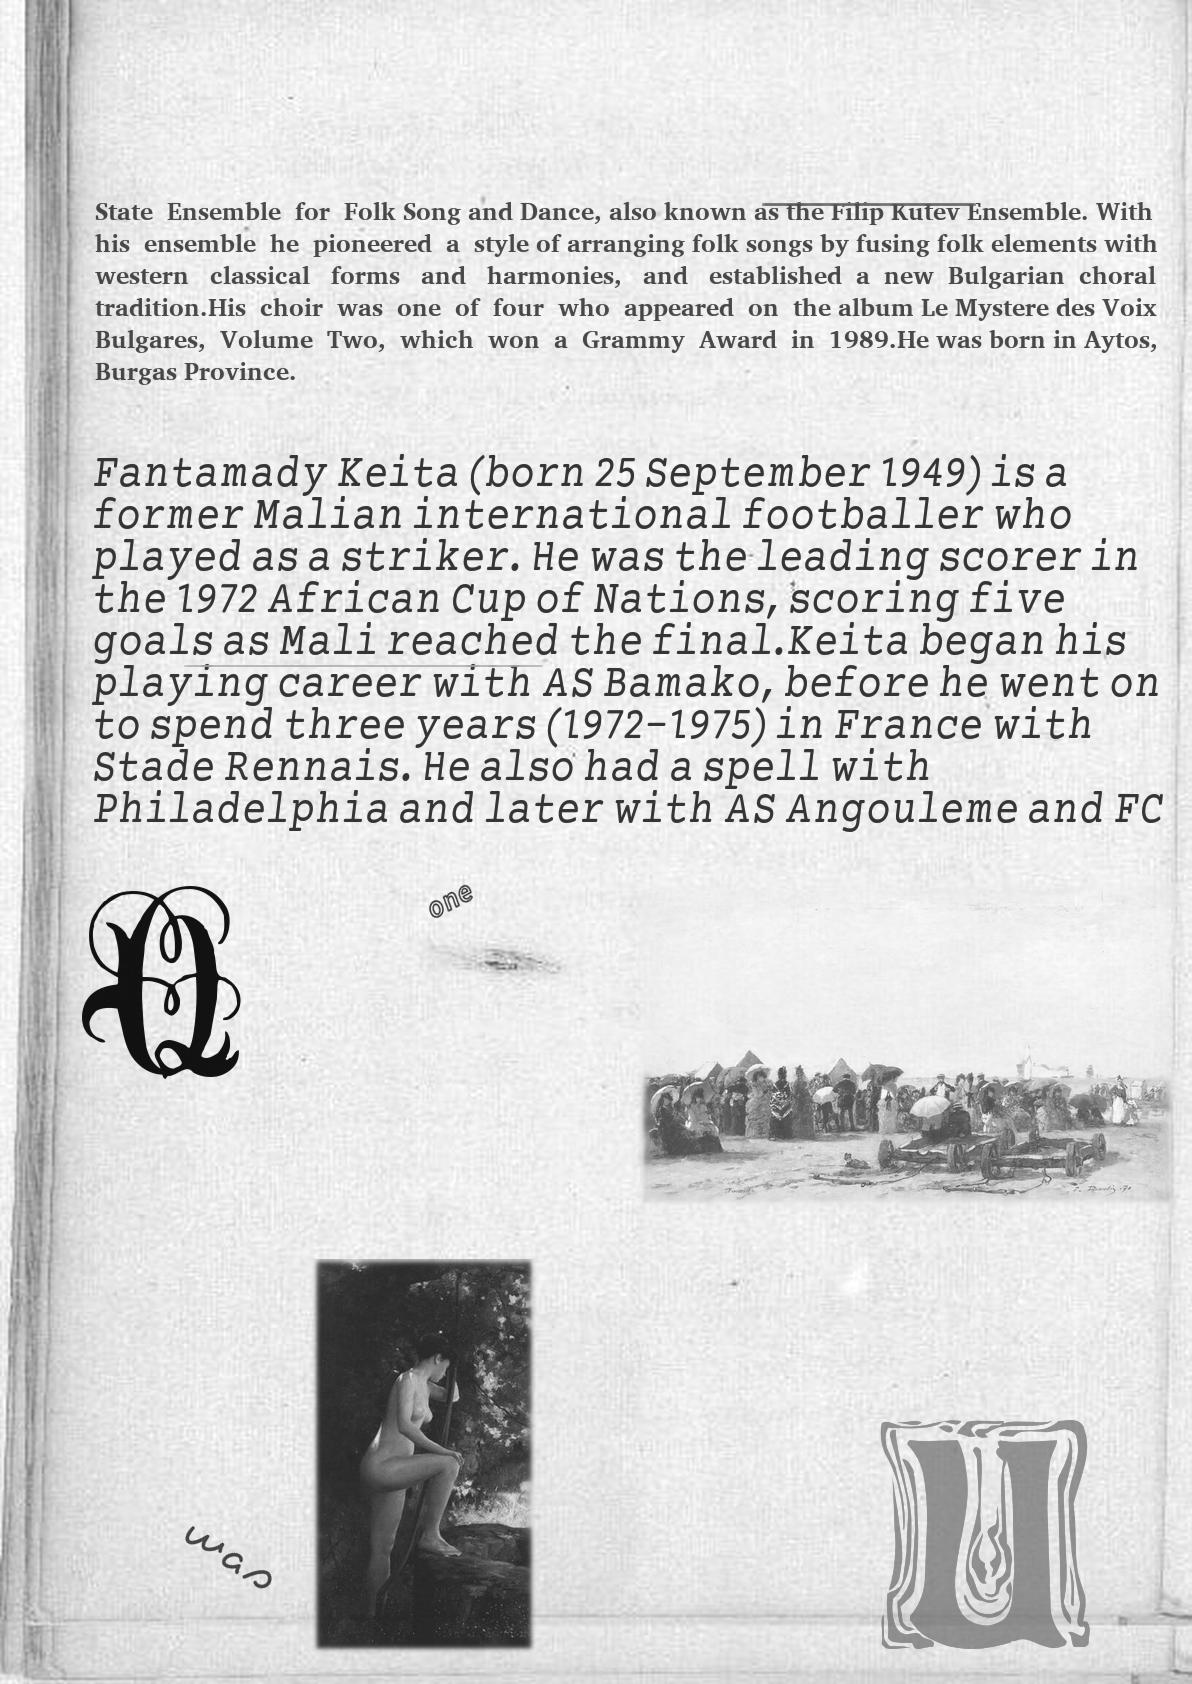 State Ensemble for Folk Song and Dance, also known as the Filip Kutev Ensemble. With
his ensemble he pioneered a style of arranging folk songs by fusing folk elements with
western classical forms and harmonies, and established a new Bulgarian choral
tradition.His choir was one of four who appeared on the album Le Mystere des Voix
Bulgares, Volume Two, which won a Grammy Award in 1989.He was born in Aytos,
Burgas Province.
Fantamady Keita (born 25 September 1949) is a
former Malian international footballer who
played as a striker. He was the leading scorer in
the 1972 African Cup of Nations, scoring five
goals as Mali reached the final.Keita began his
playing career with AS Bamako, before he went on
to spend three years (1972–1975) in France with
Stade Rennais. He also had a spell with
Philadelphia and later with AS Angouleme and FC
one
Q
was
U